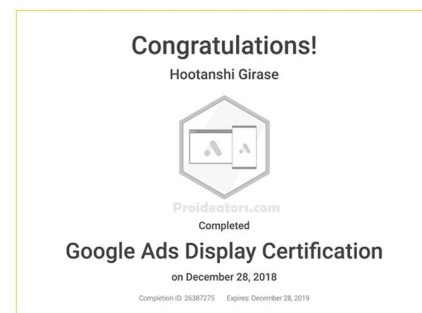 Congratulations!
Hootanshi Girase
Proideators.com
Completed
Google Ads Display Certification
on December 28, 2018
Completion ID: 26387275 Expires: December 28, 2019